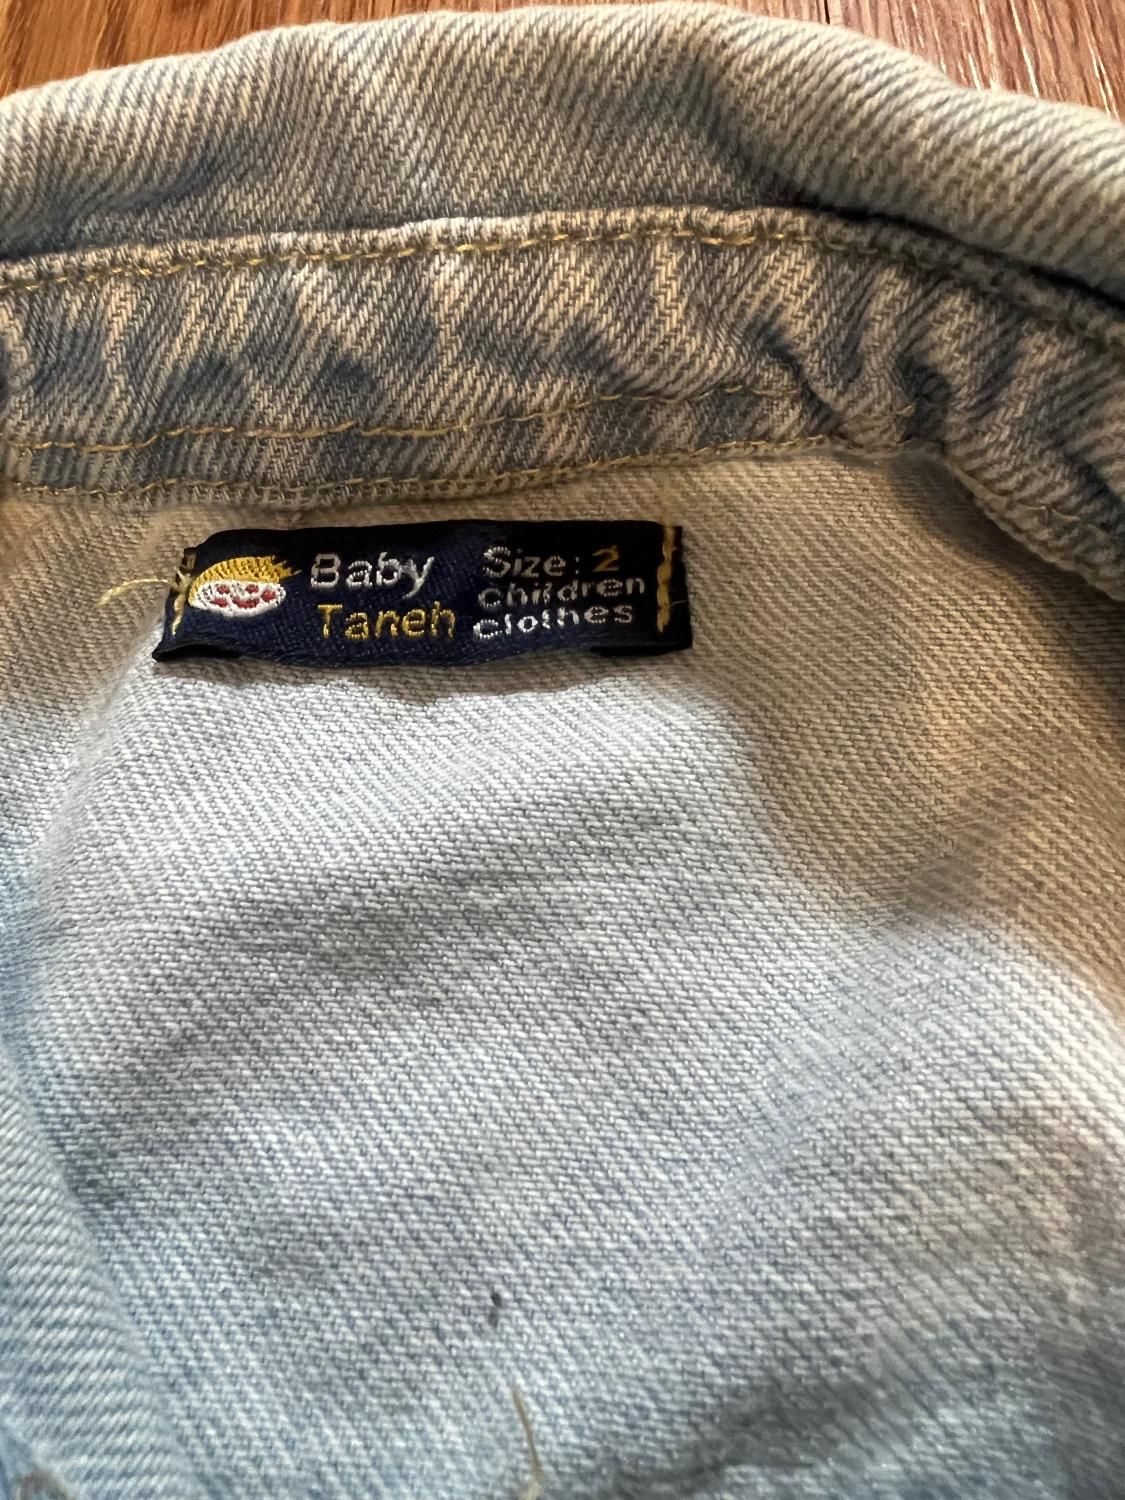 Baby
Taneh
Size: 2
Children
Clothes